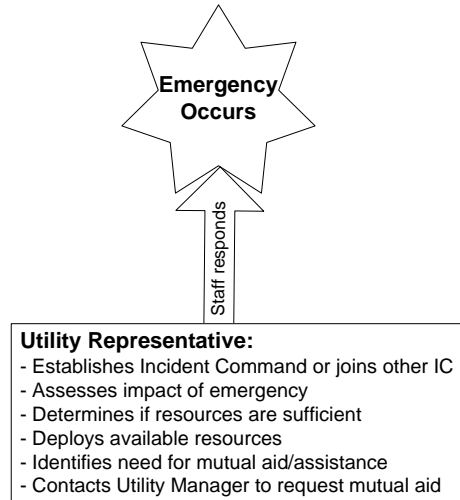 Emergency
Occurs
Staff responds
Utility Representative:
- Establishes Incident Command or joins other IC
- Assesses impact of emergency
- Determines if resources are sufficient
- Deploys available resources
- Identifies need for mutual aid/assistance
- Contacts Utility Manager to request mutual aid